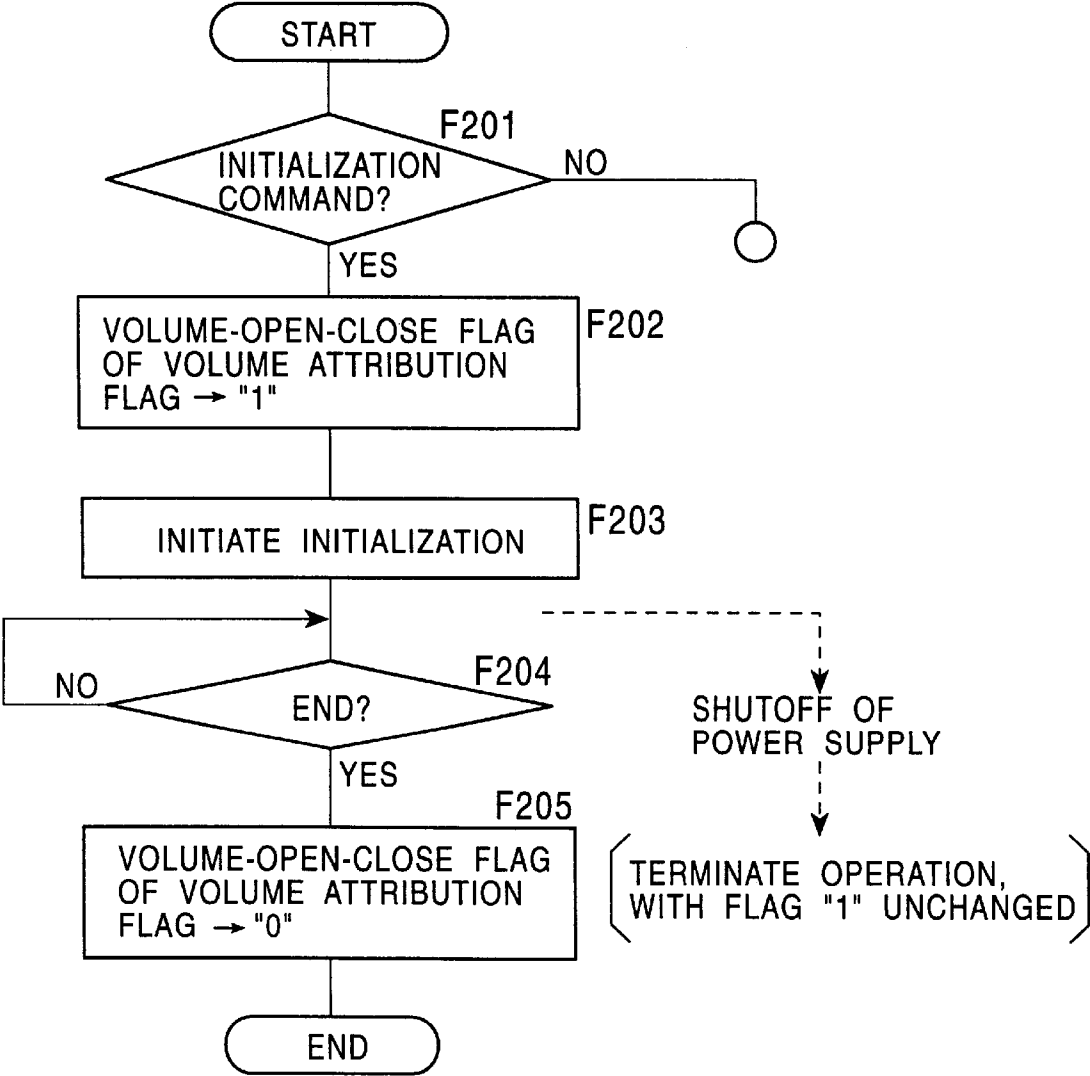 START
F201
INITIALIZATION
COMMAND?
NO
YES
VOLUME-OPEN-CLOSE FLAG
OF VOLUME ATTRIBUTION
FLAG → "1"
F202
INITIATE INITIALIZATION
F203
NO
END?
F204
YES
SHUTOFF OF
POWER SUPPLY
F205
VOLUME-OPEN-CLOSE FLAG
OF VOLUME ATTRIBUTION
FLAG → "0"
TERMINATE OPERATION,
WITH FLAG "1" UNCHANGED
END